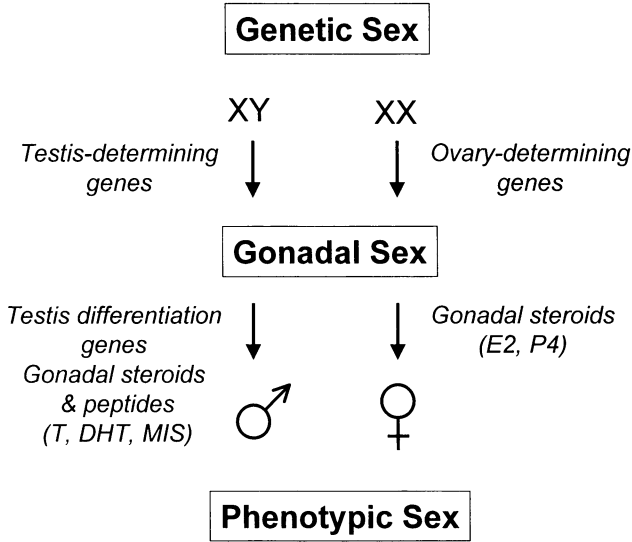 Genetic Sex
XY
XX
Testis-determining
genes
Ovary-determining
genes
Gonadal Sex
Testis differentiation
genes
Gonadal steroids
& peptides
(T, DHT, MIS)
Gonadal steroids
(E2, P4)
Phenotypic Sex